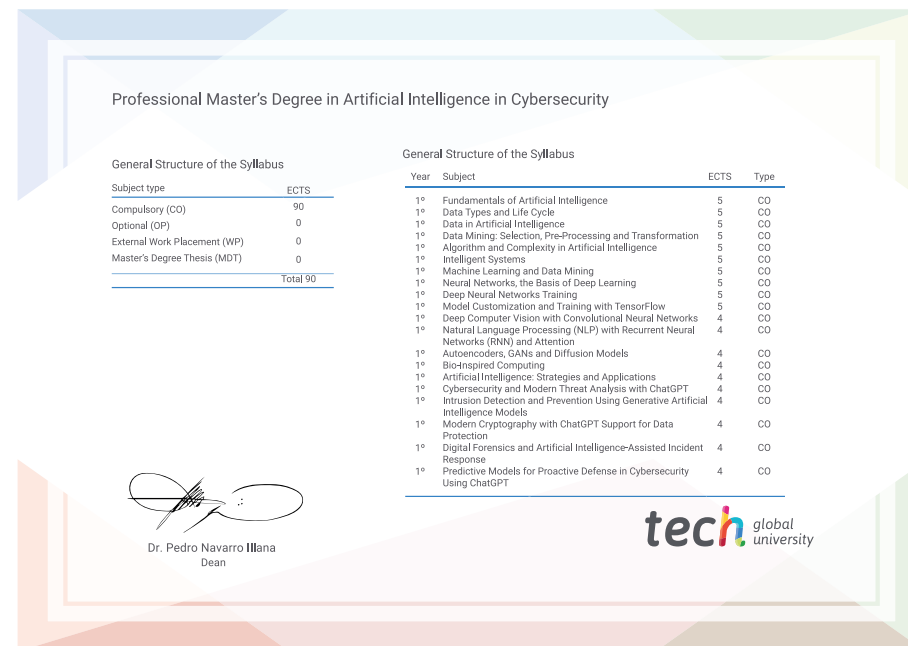 Professional Master's Degree in Artificial Intelligence in Cybersecurity
General Structure of the Syllabus
Subject type ECTS
Compulsory (CO) 90
Optional (OP) 0
External Work Placement (WP) 0
Master's Degree Thesis (MDT) 0
Total 90
General Structure of the Syllabus
Year Subject ECTS Type
1º Fundamentals of Artificial Intelligence 5 CO
1º Data Types and Life Cycle 5 CO
1º Data in Artificial Intelligence 5 CO
1º Data Mining: Selection, Pre-Processing and Transformation 5 CO
1º Algorithm and Complexity in Artificial Intelligence 5 CO
1º Intelligent Systems 5 CO
1º Machine Learning and Data Mining 5 CO
1º Neural Networks, the Basis of Deep Learning 5 CO
1º Deep Neural Networks Training 5 CO
1º Model Customization and Training with TensorFlow 5 CO
1º Deep Computer Vision with Convolutional Neural Networks 4 CO
1º Natural Language Processing (NLP) with Recurrent Neural 4 CO
Networks (RNN) and Attention
1º Autoencoders, GANs and Diffusion Models 4 CO
1º Bio-Inspired Computing 4 CO
1º Artificial Intelligence: Strategies and Applications 4 CO
1º Cybersecurity and Modern Threat Analysis with ChatGPT 4 CO
1º Intrusion Detection and Prevention Using Generative Artificial 4 CO
Intelligence Models
1º Modern Cryptography with ChatGPT Support for Data 4 CO
Protection
1º Digital Forensics and Artificial Intelligence-Assisted Incident 4 CO
Response
1º Predictive Models for Proactive Defense in Cybersecurity 4 CO
Using ChatGPT
Dr. Pedro Navarro Illana
Dean
tech global
university